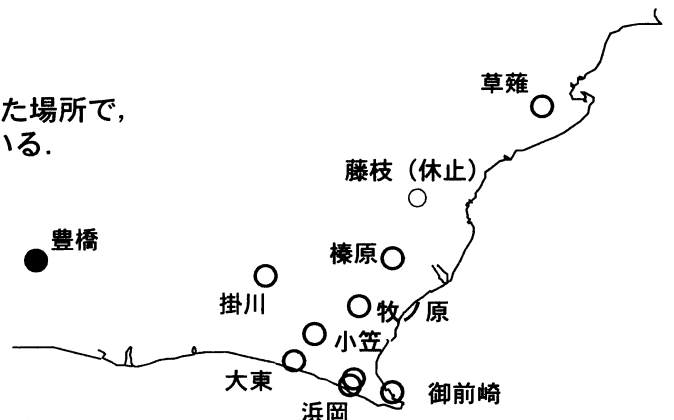 草薙
た場所で，
いる．
藤枝（休止）
豊橋
榛原
掛川
牧ノ原
小笠
大東
御前崎
浜岡